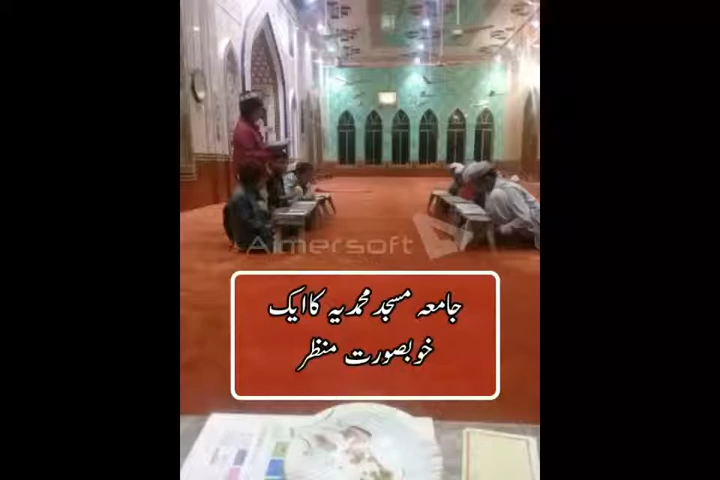 Aimersoft
جامعہ مسجد محمدیہ کا ایک
خوبصورت منظر